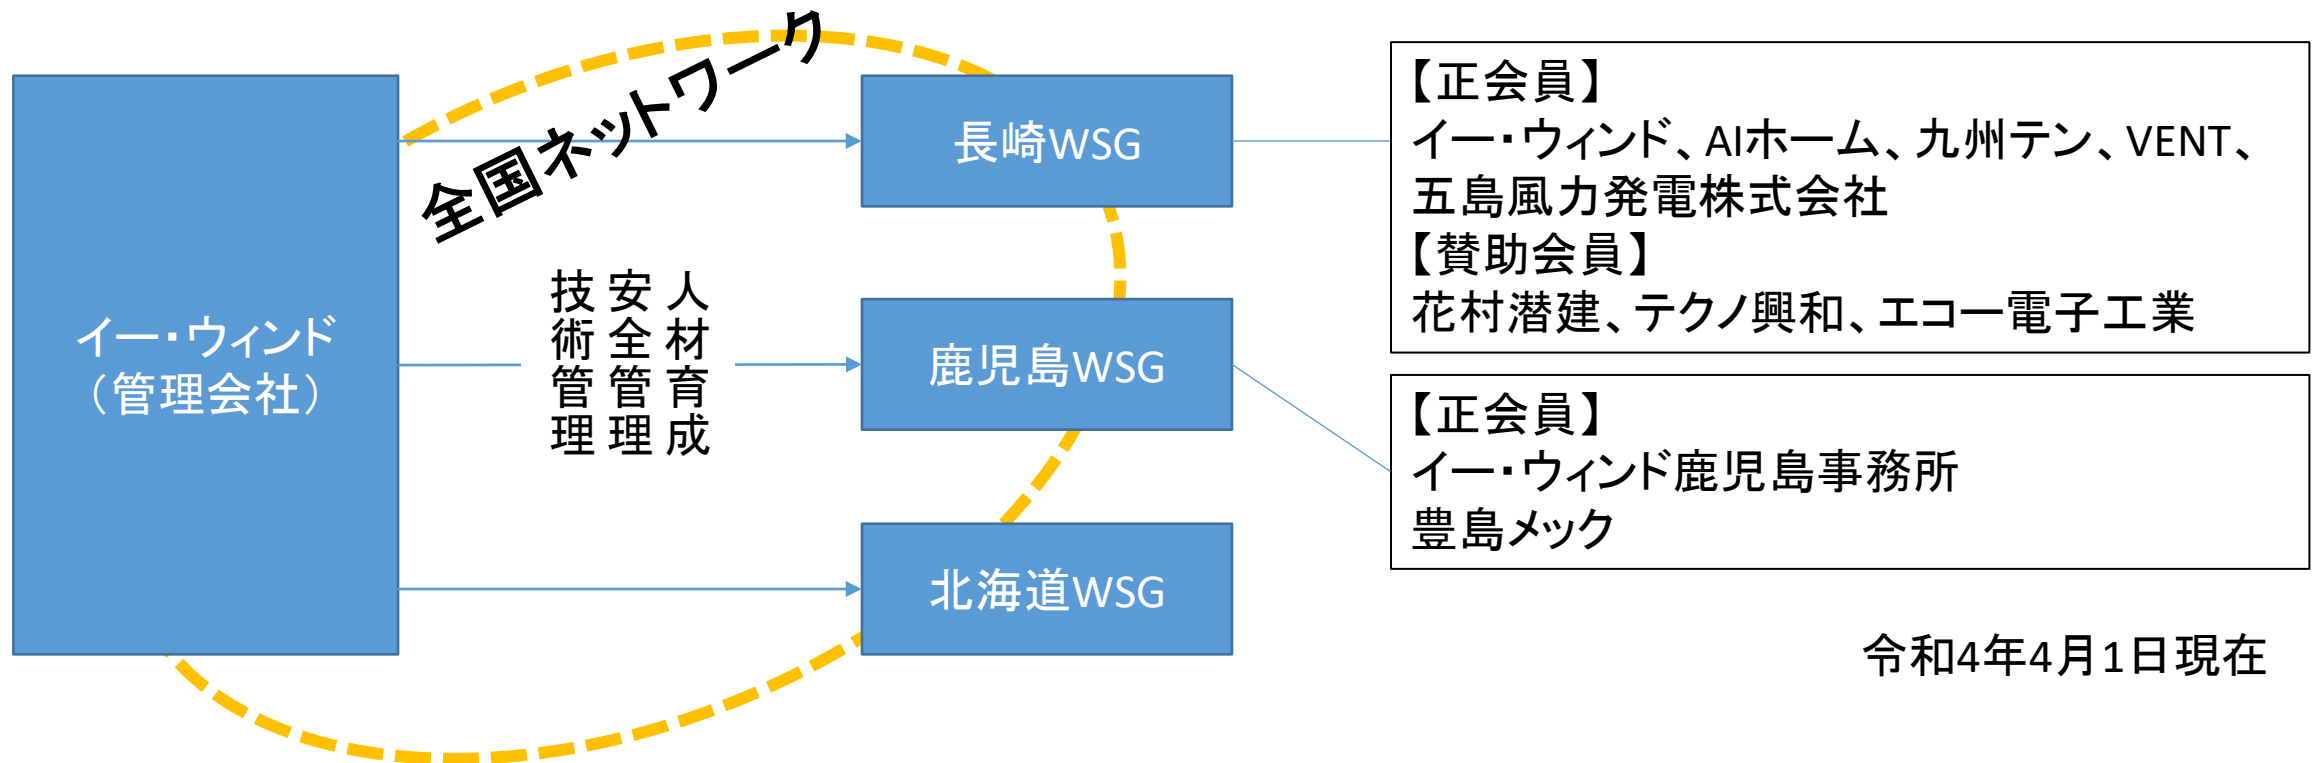 全国ネットワーク
イー・ウィンド
（管理会社）
人材育成
安全管理
技術管理
長崎WSG
鹿児島WSG
北海道WSG
【正会員】
イー・ウィンド、AIホーム、九州テン、VENT、
五島風力発電株式会社
【賛助会員】
花村潜建、テクノ興和、エコー電子工業
【正会員】
イー・ウィンド鹿児島事務所
豊島メック
令和4年4月1日現在